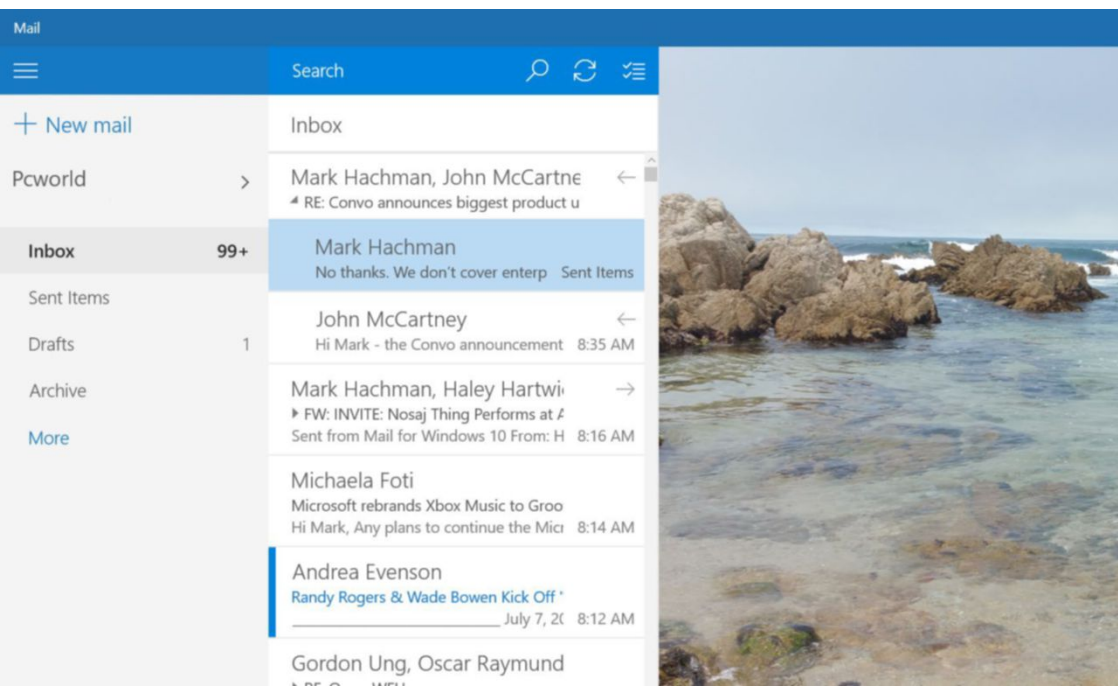 Mail
Search
+ New mail
Inbox
Pcworld
Mark Hachman, John McCartne
RE: Convo announces biggest product u
Inbox 99+
Mark Hachman
No thanks. We don't cover enterp Sent Items
Sent Items
John McCartney
Hi Mark - the Convo announcement 8:35 AM
Drafts 1
Archive
Mark Hachman, Haley Hartwi
FW: INVITE: Nosaj Thing Performs at
Sent from Mail for Windows 10 From: H 8:16 AM
More
Michaela Foti
Microsoft rebrands Xbox Music to Groo
Hi Mark, Any plans to continue the Micr 8:14 AM
Andrea Evenson
Randy Rogers & Wade Bowen Kick Off '
July 7, 20 8:12 AM
Gordon Ung, Oscar Raymund